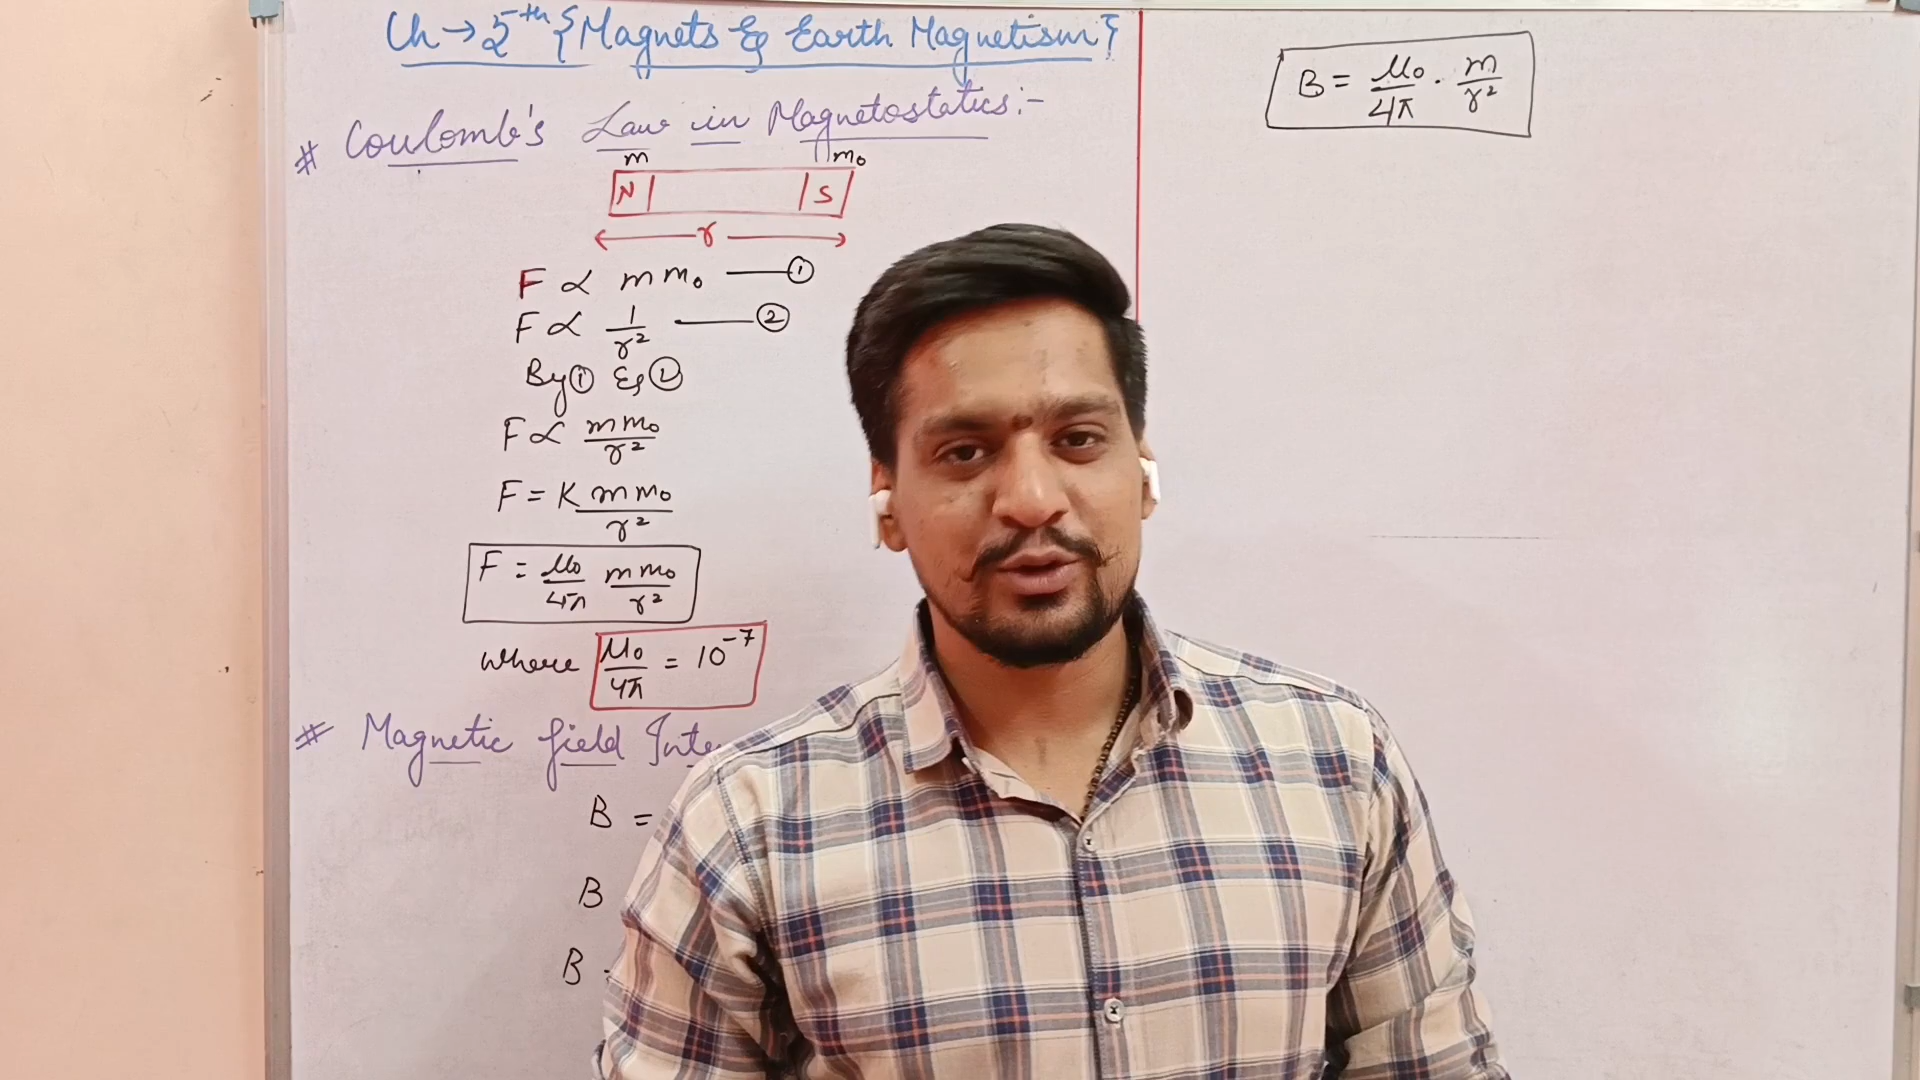 Ch → 5th {Magnets & Earth Magnetism}
# Coulomb's Law in Magnetostatics:-
m m₀
N S
r
F ∝ m m₀ —— ①
F ∝ 1/r² —— ②
By ① & ②
F ∝ m m₀/r²
F = K m m₀/r²
F = μ₀/4π m m₀/r²
where μ₀/4π = 10⁻⁷
# Magnetic field Inte
B =
B
B
B = μ₀/4π · m/r²